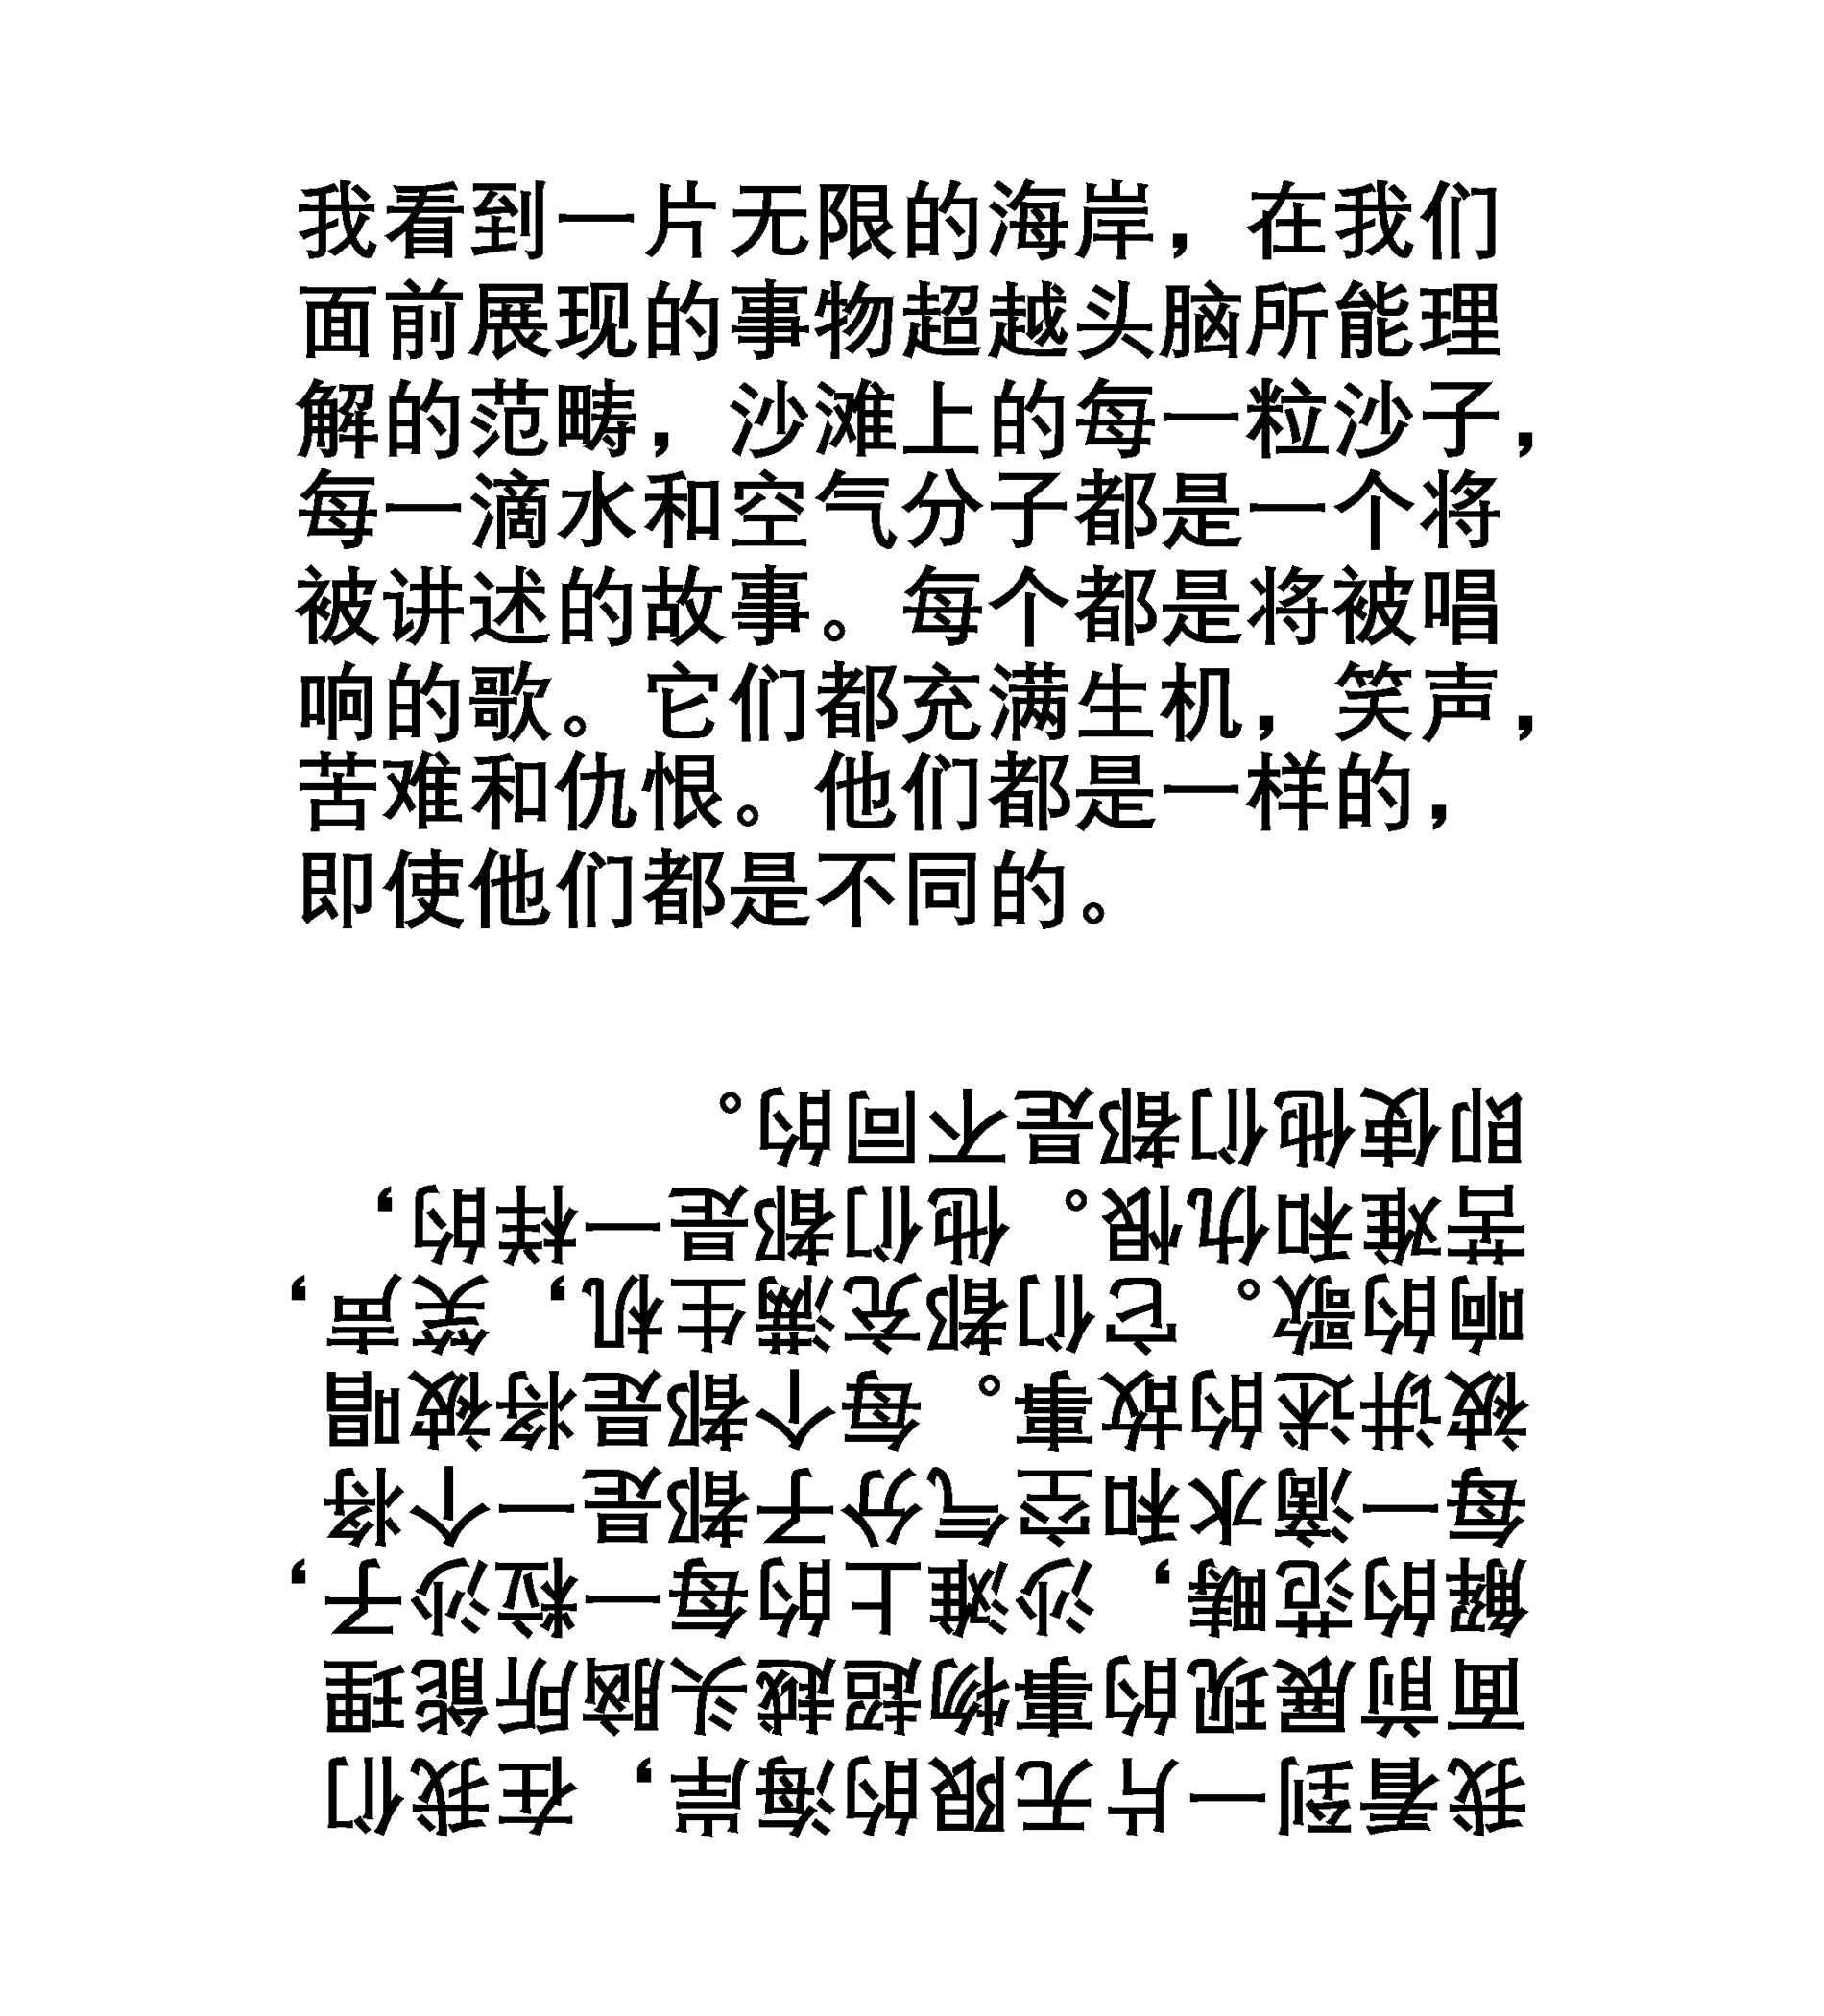 我看到一片无限的海岸，在我们
面前展现的事物超越头脑所能理
解的范畴，沙滩上的每一粒沙子，
每一滴水和空气分子都是一个将
被讲述的故事。每个都是将被唱
响的歌。它们都充满生机，笑声，
苦难和仇恨。他们都是一样的，
即使他们都是不同的。
我看到一片无限的海岸，在我们
面前展现的事物超越头脑所能理
解的范畴，沙滩上的每一粒沙子，
每一滴水和空气分子都是一个将
被讲述的故事。每个都是将被唱
响的歌。它们都充满生机，笑声，
苦难和仇恨。他们都是一样的，
即使他们都是不同的。